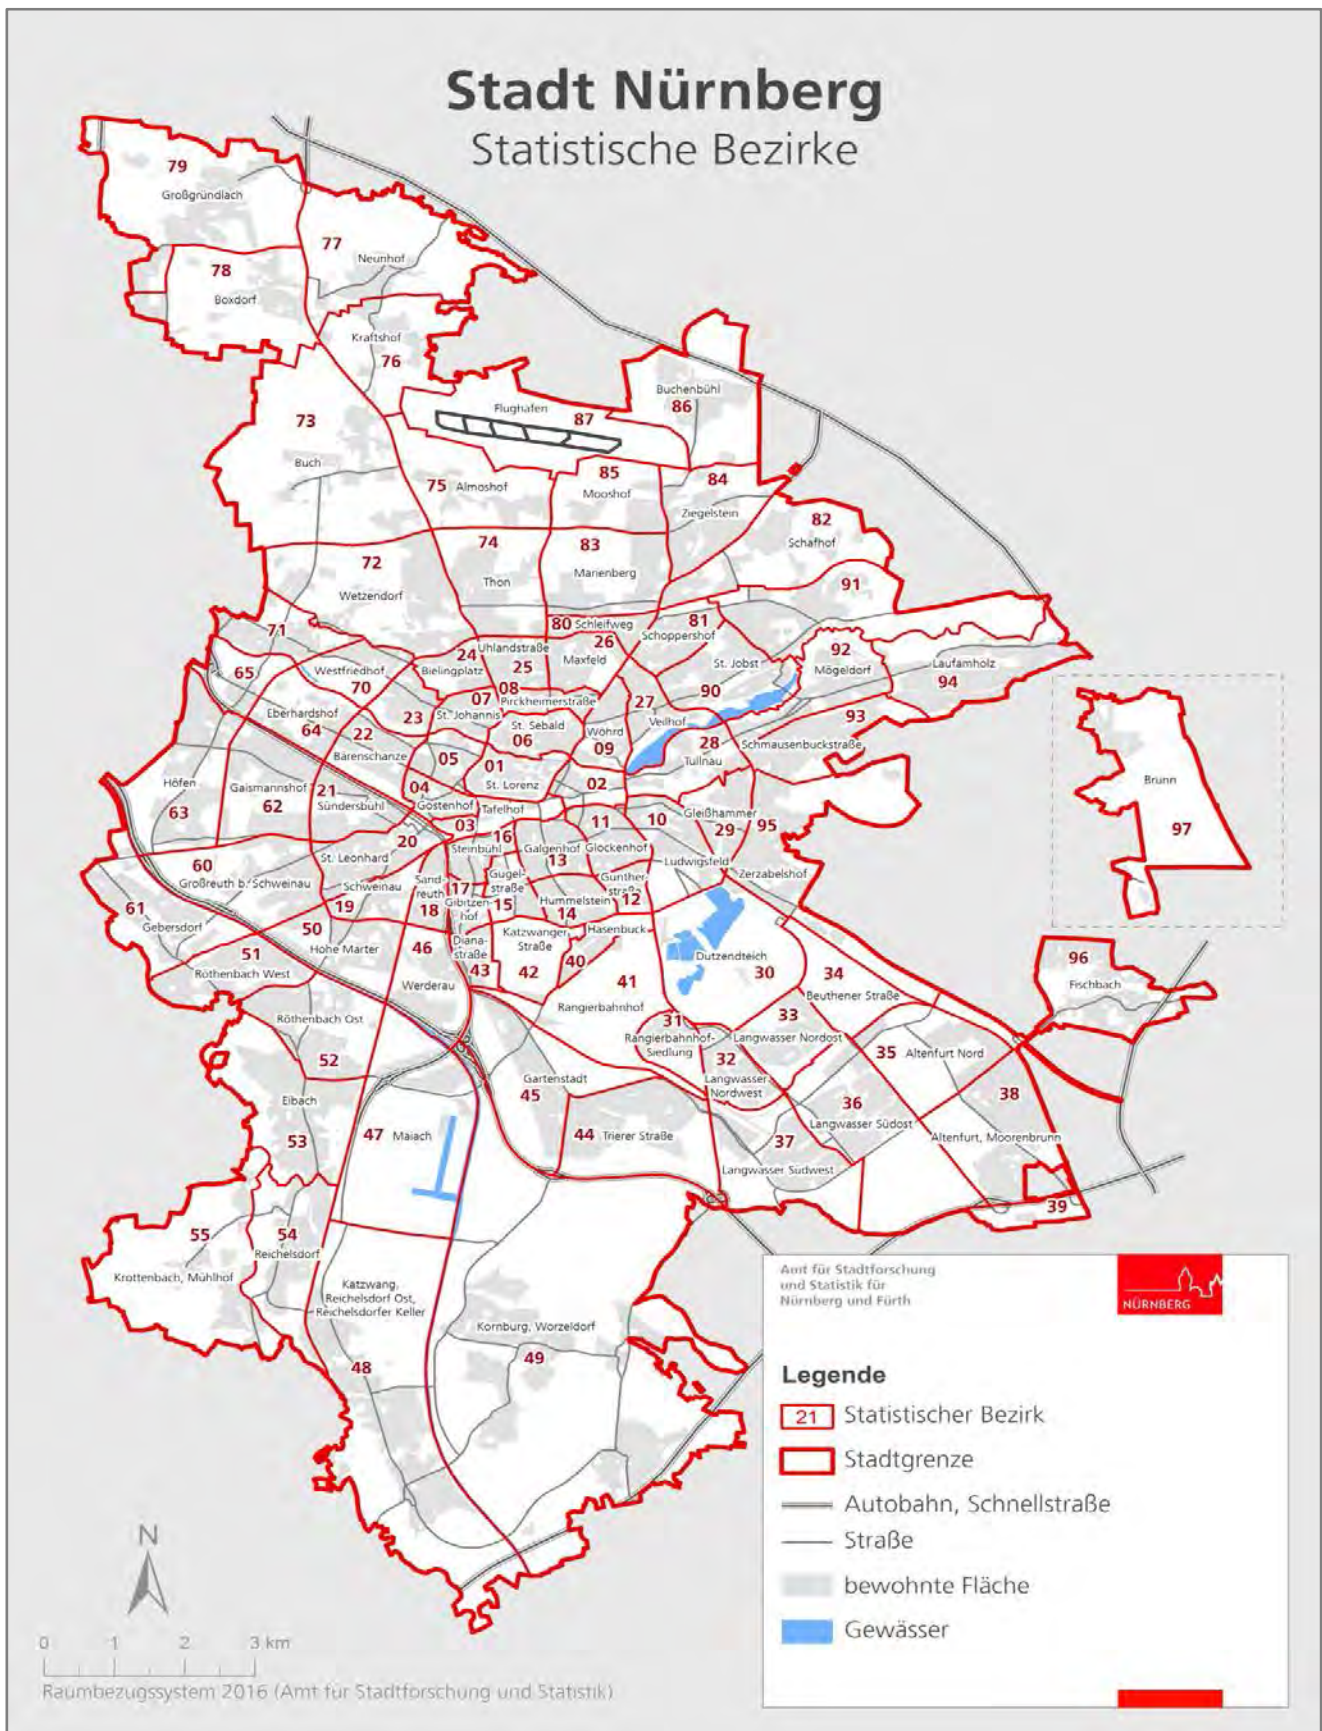 Stadt Nürnberg
Statistische Bezirke
79
Großgründlach
77
Neunhof
78
Boxdorf
Kraftshof
76
Buchenbühl
86
Flughafen
87
73
Buch
85
Mooshof
84
Ziegelstein
75 Almoshof
82
Schafhof
74
Thon
83
Marienberg
72
Wetzendorf
91
71
80 Schleifweg
81
Schoppershof
26
Maxfeld
24
Uhlandstraße
25
Bielingplatz
Westfriedhof
65
70
St. Jobst
92
Mögeldorf
Laufamholz
94
90
08
07
Pirckheimerstraße
27
Veilhof
Eberhardshof
64
23
St. Johannis
St. Sebald
06
Wöhrd
09
93
28
Tullnau
Schmausenbuckstraße
22
Bärenschanze
05
01
St. Lorenz
02
Brunn
97
Höfen
63
Gaismannshof
62
21
Sündersbühl
04
Gostenhof
Tafelhof
03
16
11
10
Gleißhammer
29
95
20
St. Leonhard
Steinbühl
Galgenhof
13
Glockenhof
Ludwigsfeld
Zerzabelshof
60
Großreuth b. Schweinau
Schweinau
19
Sand-
reuth
18
17
Gibitzen-
hof
Gugel-
straße
15
Hummelstein
14
Gunther-
straße
12
61
Gebersdorf
50
Hohe Marter
46
Werderau
Diana-
straße
43
Katzwanger
Straße
42
Hasenbuck
40
41
Rangierbahnhof
Dutzendteich
30
34
Beuthener Straße
96
Fischbach
51
Röthenbach West
Röthenbach Ost
52
31
Rangierbahnhof-
Siedlung
33
Langwasser Nordost
32
Langwasser
Nordwest
35
Altenfurt Nord
38
Altenfurt, Moorenbrunn
Gartenstadt
45
36
Langwasser Südost
Eibach
53
47 Maiach
44 Trierer Straße
37
Langwasser Südwest
39
55
Krottenbach, Mühlhof
54
Reichelsdorf
Katzwang,
Reichelsdorf Ost,
Reichelsdorfer Keller
48
Kornburg, Worzeldorf
49
Amt für Stadtforschung
und Statistik für
Nürnberg und Fürth
NÜRNBERG
Legende
21 Statistischer Bezirk
Stadtgrenze
Autobahn, Schnellstraße
Straße
bewohnte Fläche
Gewässer
N
0 1 2 3 km
Raumbezugssystem 2016 (Amt für Stadtforschung und Statistik)